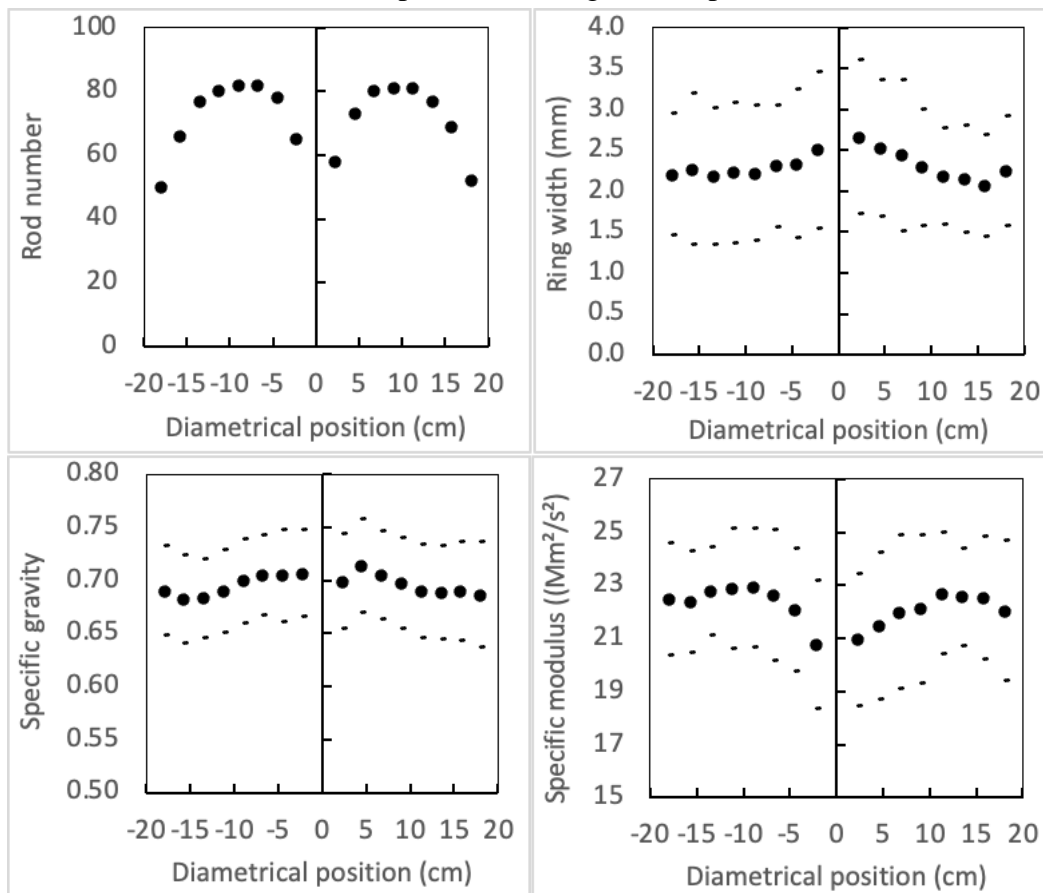 100
80
60
40
20
0
Rod number
-20 -15 -10 -5 0 5 10 15 20
Diametrical position (cm)
4.0
3.5
3.0
2.5
2.0
1.5
1.0
0.5
0.0
Ring width (mm)
-20 -15 -10 -5 0 5 10 15 20
Diametrical position (cm)
0.80
0.75
0.70
0.65
0.60
0.55
0.50
Specific gravity
-20 -15 -10 -5 0 5 10 15 20
Diametrical position (cm)
27
25
23
21
19
17
15
Specific modulus ((Mm²/s²)
-20 -15 -10 -5 0 5 10 15 20
Diametrical position (cm)